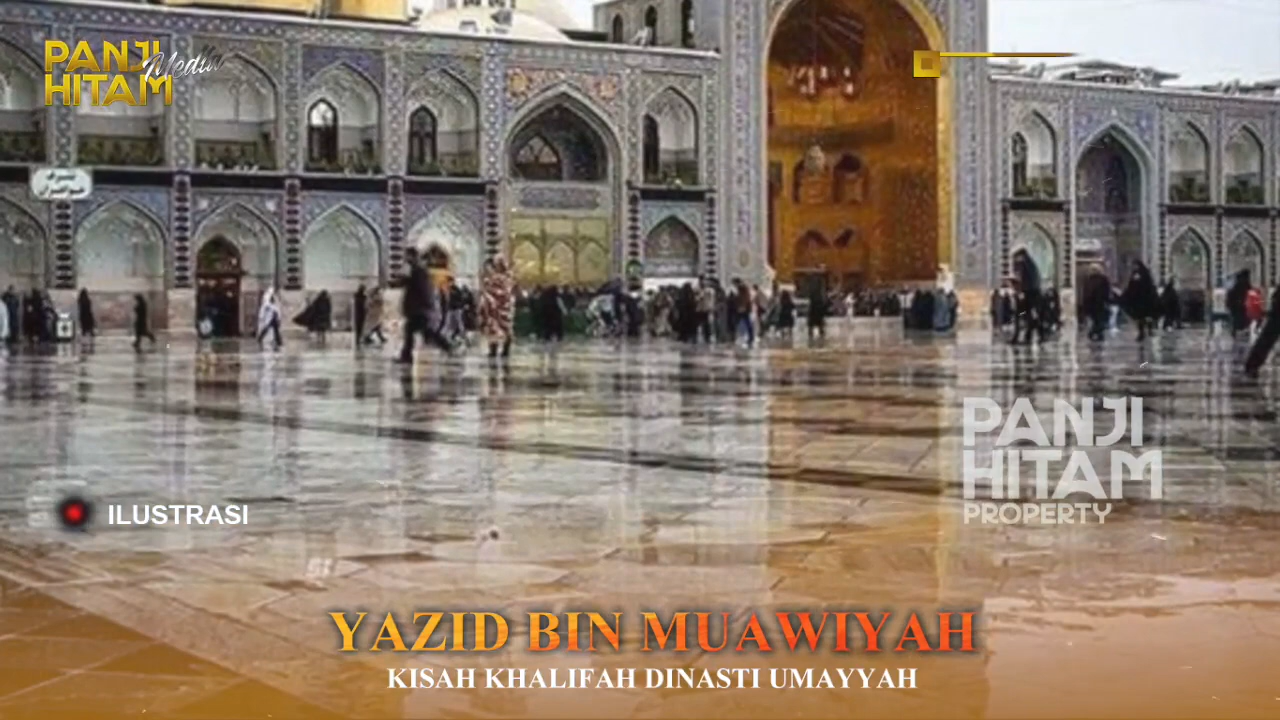 PANJI
HITAM
Media
PANJI
HITAM
PROPERTY
ILUSTRASI
YAZID BIN MUAWIYAH
KISAH KHALIFAH DINASTI UMAYYAH